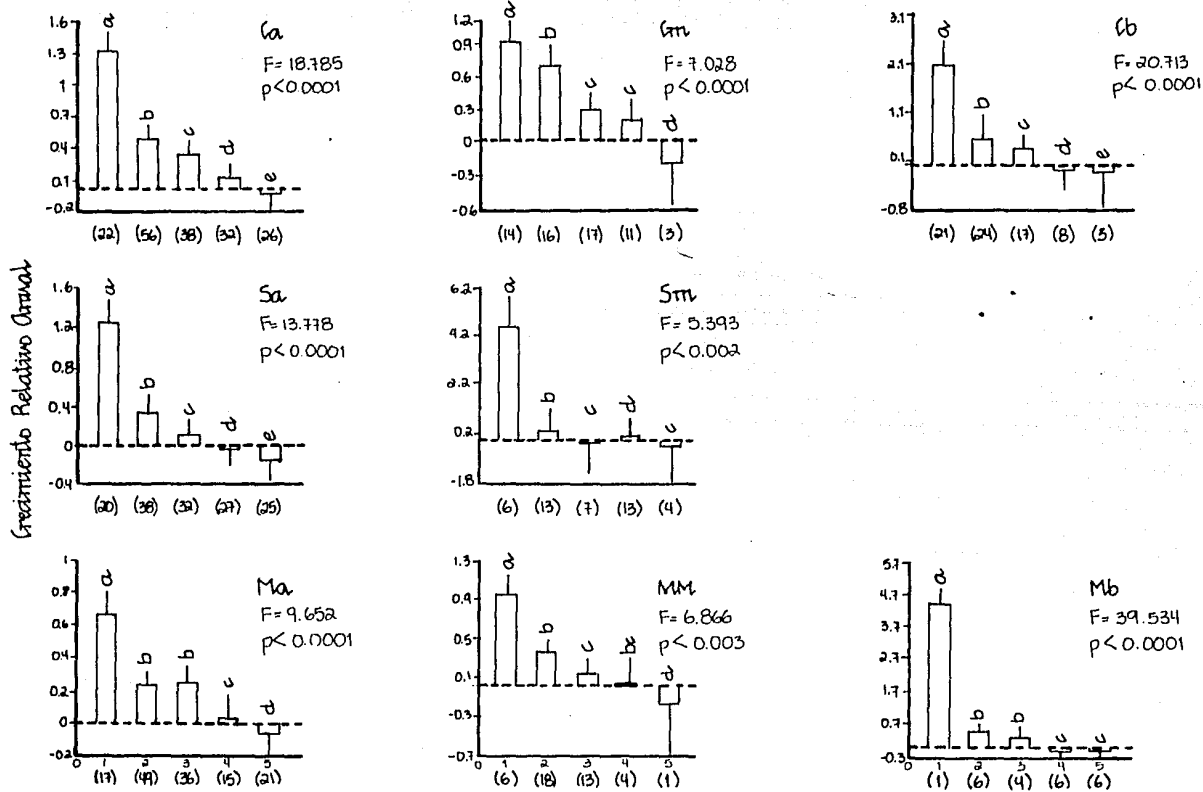 Crecimiento Relativo Anual
Ca
F= 18.785
p<0.0001
1.6
1.3
1
0.7
0.4
0.1
-0.2
a
b
c
d
e
(22) (56) (38) (32) (26)
Cm
F= 7.028
p< 0.0001
1.2
0.9
0.6
0.3
0
-0.3
-0.6
a
b
c
c
d
(14) (16) (17) (11) (3)
Cb
F= 20.713
p< 0.0001
3.1
2.1
1.1
0.1
-0.8
a
b
c
d
e
(24) (17) (8) (3)
Sa
F= 13.778
p< 0.0001
1.6
1.2
0.8
0.4
0
-0.4
a
b
c
d
e
(20) (38) (32) (27) (25)
Sm
F= 5.393
p< 0.002
6.2
4.2
2.2
0.2
-1.8
a
b
c
d
c
(6) (13) (7) (13) (4)
Ma
F= 9.652
p< 0.0001
1
0.4
0.2
0
-0.2
a
b
b
c
d
0 1 2 3 4 5
(17) (49) (36) (15) (21)
MM
F= 6.866
p< 0.003
1.3
0.5
0.1
-0.3
-0.7
a
b
c
bc
d
1 2 3 4 5
(6) (18) (13) (4) (1)
Mb
F= 39.534
p< 0.0001
5.7
4.7
3.7
2.7
1.7
0.7
-0.3
a
b
b
c
c
0 1 2 3 4 5
(1) (6) (4) (6) (6)